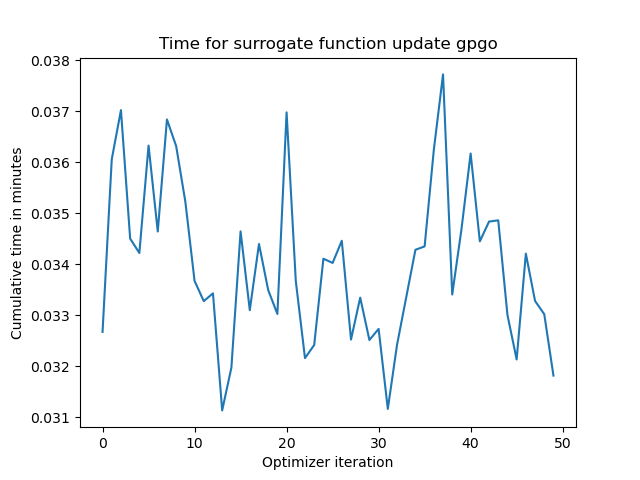 Time for surrogate function update gpgo
0.038
0.037
0.036
0.035
0.034
0.033
0.032
0.031
Cumulative time in minutes
0 10 20 30 40 50
Optimizer iteration